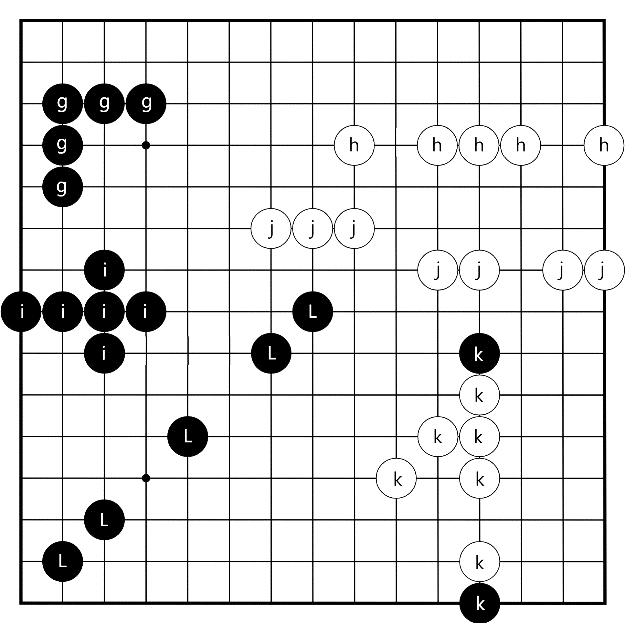 g g g
g h h h h h
g
j j j
i j j j j
i i i i L
i L k
k
L k k
k k
L
L k
k